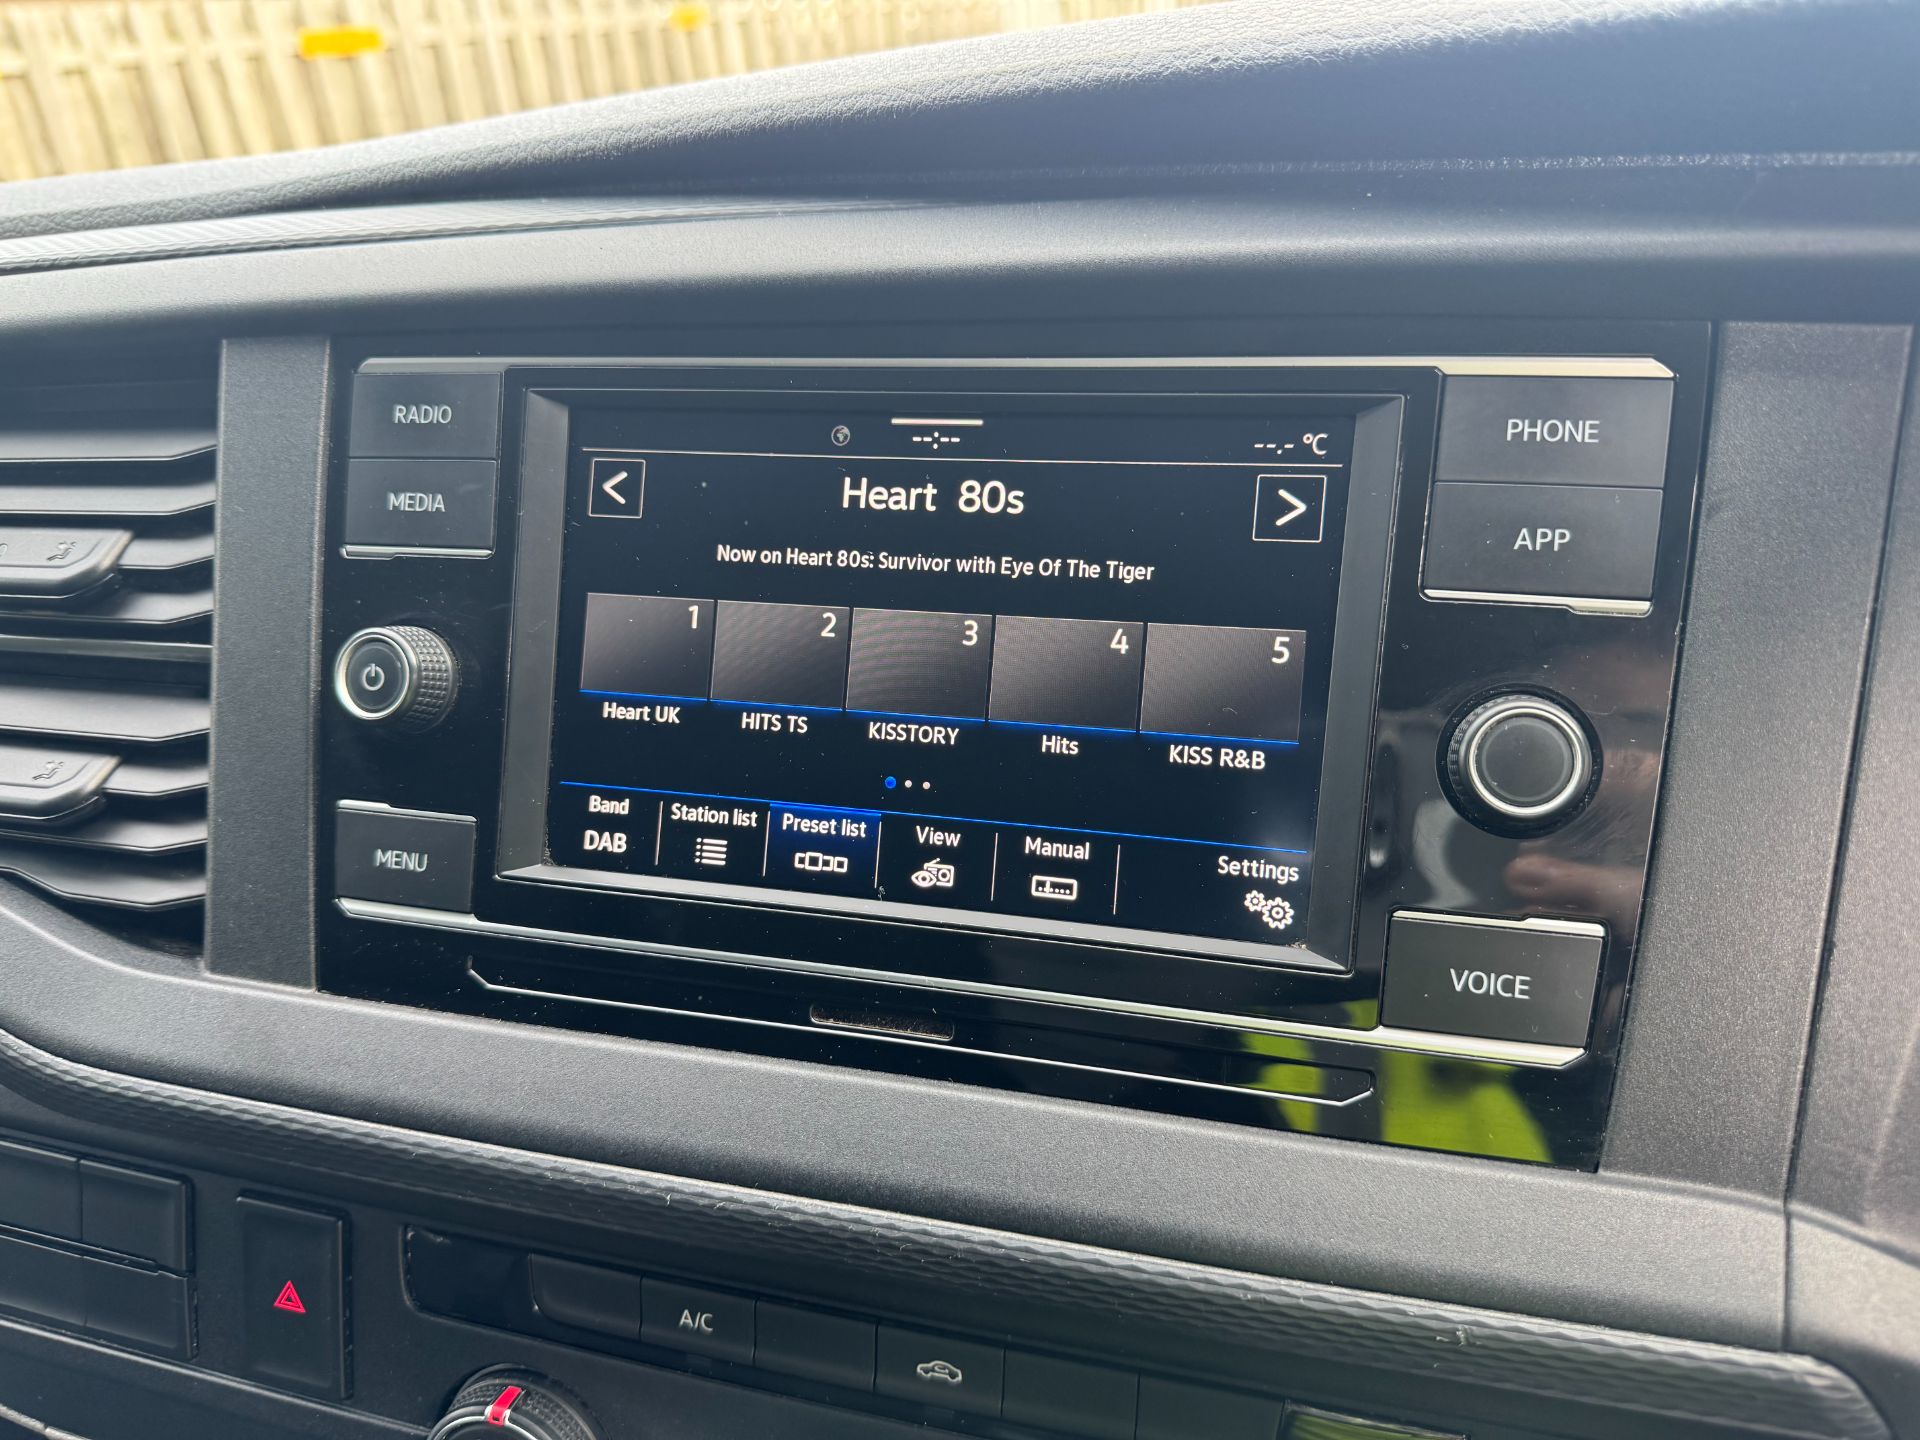 RADIO
MEDIA
MENU
--:--
--.- °C
<
Heart 80s
>
Now on Heart 80s: Survivor with Eye Of The Tiger
1
2
3
4
5
Heart UK
HITS TS
KISSTORY
Hits
KISS R&B
Band
DAB
Station list
Preset list
View
Manual
Settings
PHONE
APP
VOICE
A/C